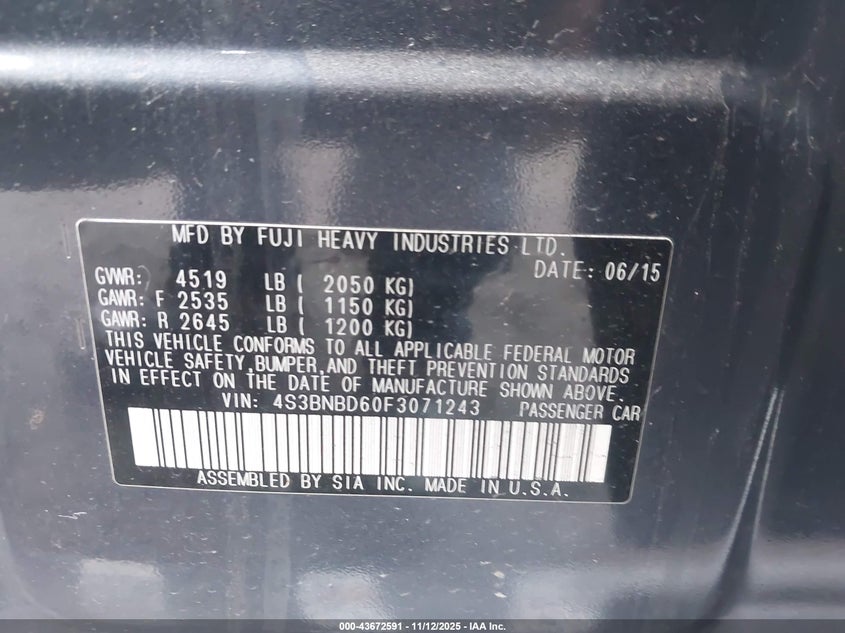 MFD BY FUJI HEAVY INDUSTRIES LTD.
DATE: 06/15
GVWR: 4519 LB ( 2050 KG)
GAWR: F 2535 LB ( 1150 KG)
GAWR: R 2645 LB ( 1200 KG)
THIS VEHICLE CONFORMS TO ALL APPLICABLE FEDERAL MOTOR
VEHICLE SAFETY, BUMPER, AND THEFT PREVENTION STANDARDS
IN EFFECT ON THE DATE OF MANUFACTURE SHOWN ABOVE.
VIN: 4S3BNBD60F3071243 PASSENGER CAR
ASSEMBLED BY SIA INC. MADE IN U.S.A.
000-43672591 - 11/12/2025 - IAA Inc.